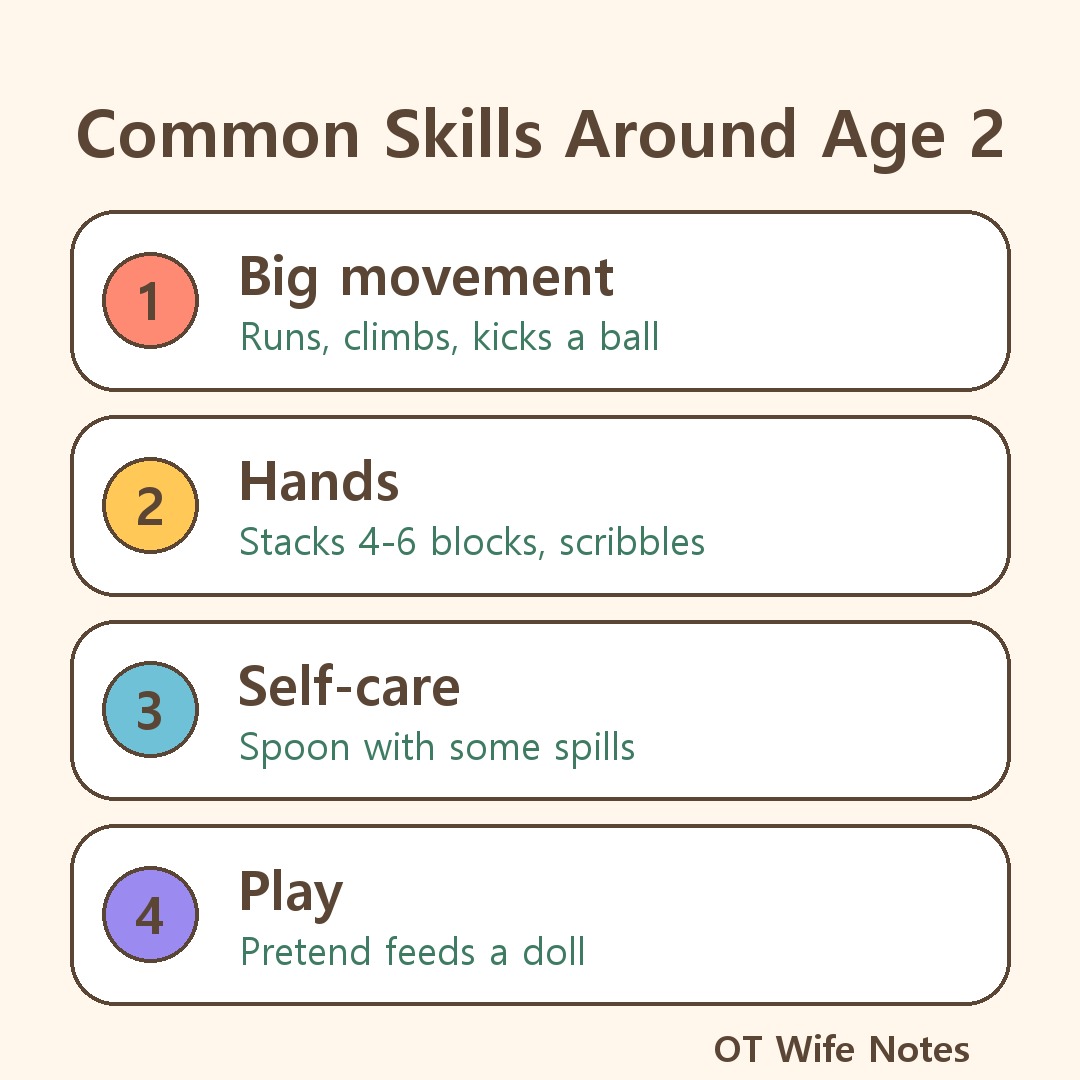 Common Skills Around Age 2
1
Big movement
Runs, climbs, kicks a ball
2
Hands
Stacks 4-6 blocks, scribbles
3
Self-care
Spoon with some spills
4
Play
Pretend feeds a doll
OT Wife Notes